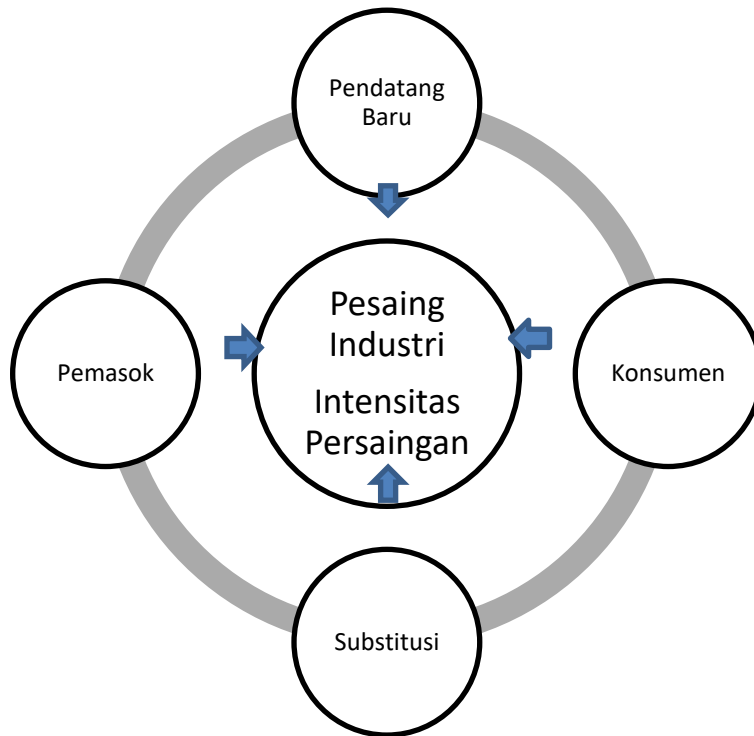 Pendatang
Baru
Pesaing
Industri
Intensitas
Persaingan
Pemasok
Konsumen
Substitusi